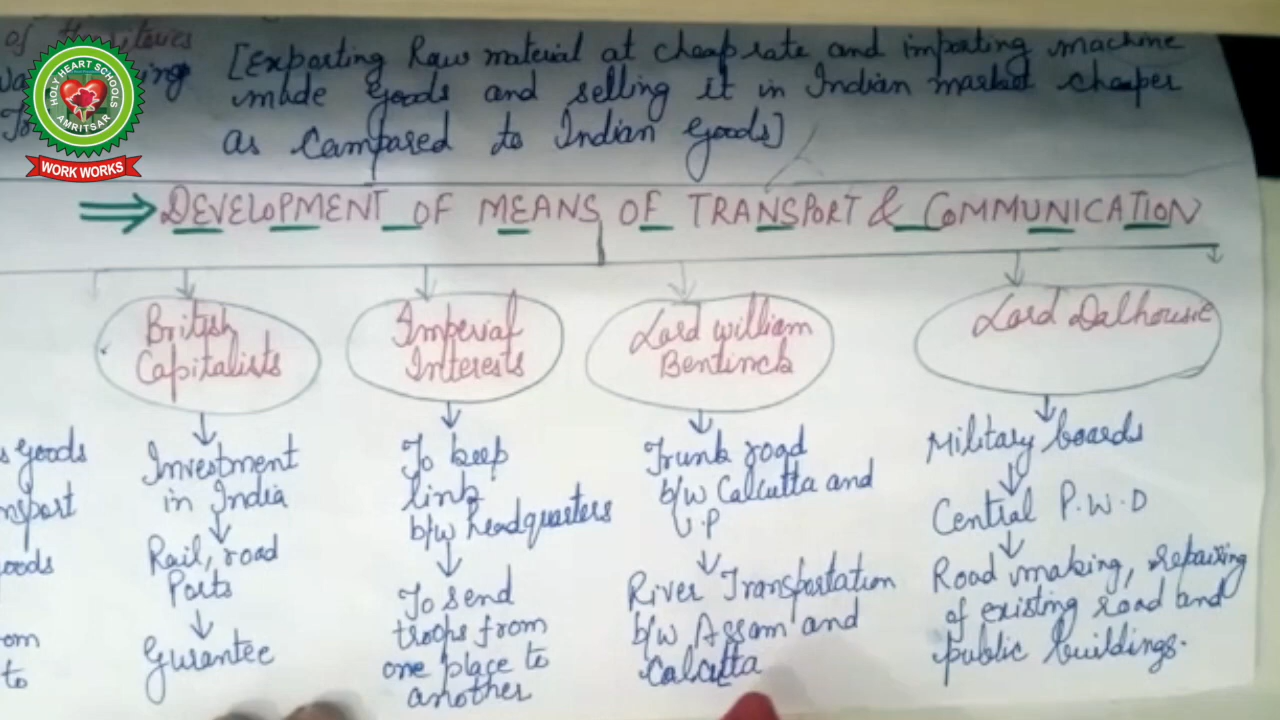 of
HOLY HEART SCHOOLS
AMRITSAR
WORK WORKS
[Exporting Raw material at cheap rate and importing machine
made goods and selling it in Indian market cheaper
as Compared to Indian goods]
DEVELOPMENT OF MEANS OF TRANSPORT & COMMUNICATION
British
Capitalists
Investment
in India
Rail, road
Ports
Gurantee
Imperial
Interests
To keep
link
b/w headquarters
To send
troops from
one place to
another
Lord william
Bentinck
Trunk road
b/w Calcutta and
U.P
River Transportation
b/w Assam and
Calcutta
Lord Dalhousie
Military boards
Central P.W.D
Road making, repairing
of existing road and
public buildings.
goods
to